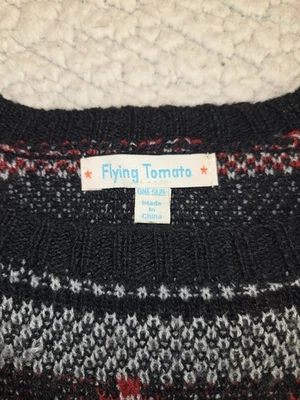 Flying Tomato
ONE SIZE
Made
In
China